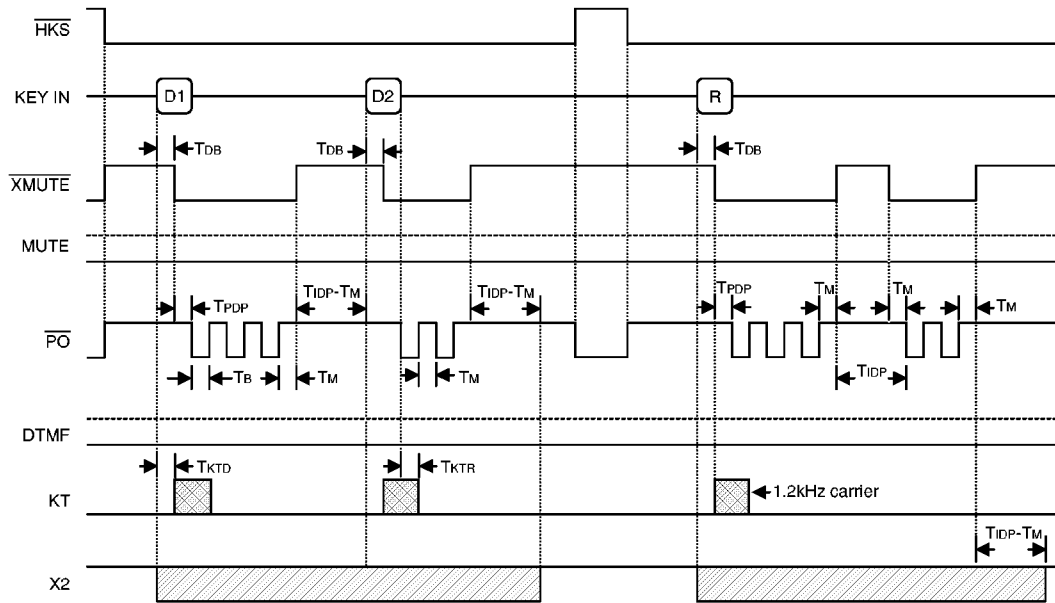 HKS
KEY IN
D1
D2
R
TDB
TDB
TDB
XMUTE
MUTE
TPDP
TIDP-TM
TIDP-TM
TPDP
TM
TM
TM
PO
TB
TM
TM
TIDP
DTMF
TKTD
TKTR
KT
1.2kHz carrier
TIDP-TM
X2